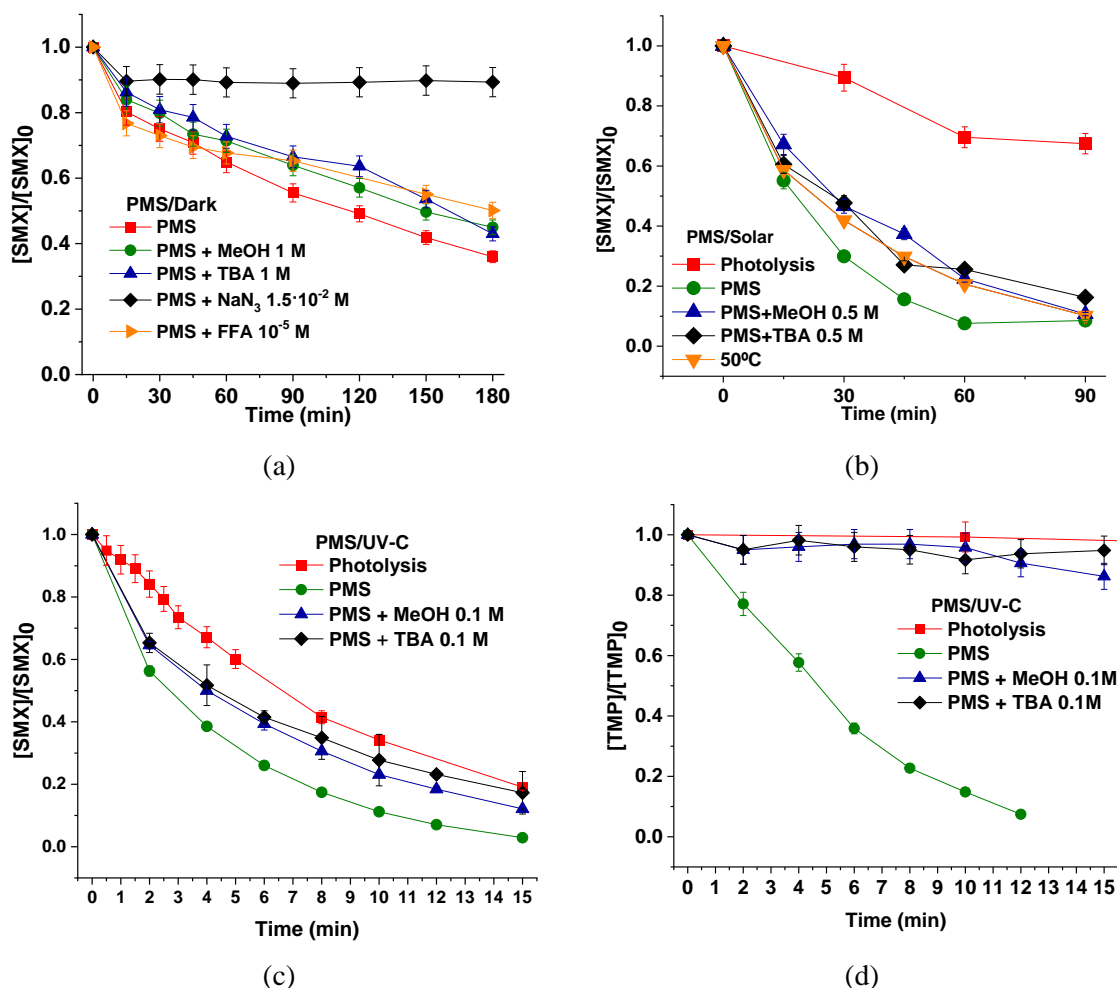 1.0
0.8
0.6
0.4
0.2
0.0
[SMX]/[SMX]0
PMS/Dark
PMS
PMS + MeOH 1 M
PMS + TBA 1 M
PMS + NaN3 1.5·10-2 M
PMS + FFA 10-5 M
0 30 60 90 120 150 180
Time (min)
(a)
1.0
0.8
0.6
0.4
0.2
0.0
[SMX]/[SMX]0
PMS/Solar
Photolysis
PMS
PMS+MeOH 0.5 M
PMS+TBA 0.5 M
50ºC
0 30 60 90
Time (min)
(b)
1.0
0.8
0.6
0.4
0.2
0.0
[SMX]/[SMX]0
PMS/UV-C
Photolysis
PMS
PMS + MeOH 0.1 M
PMS + TBA 0.1 M
0 1 2 3 4 5 6 7 8 9 10 11 12 13 14 15
Time (min)
(c)
1.0
0.8
0.6
0.4
0.2
0.0
[TMP]/[TMP]0
PMS/UV-C
Photolysis
PMS
PMS + MeOH 0.1M
PMS + TBA 0.1M
0 1 2 3 4 5 6 7 8 9 10 11 12 13 14 15
Time (min)
(d)